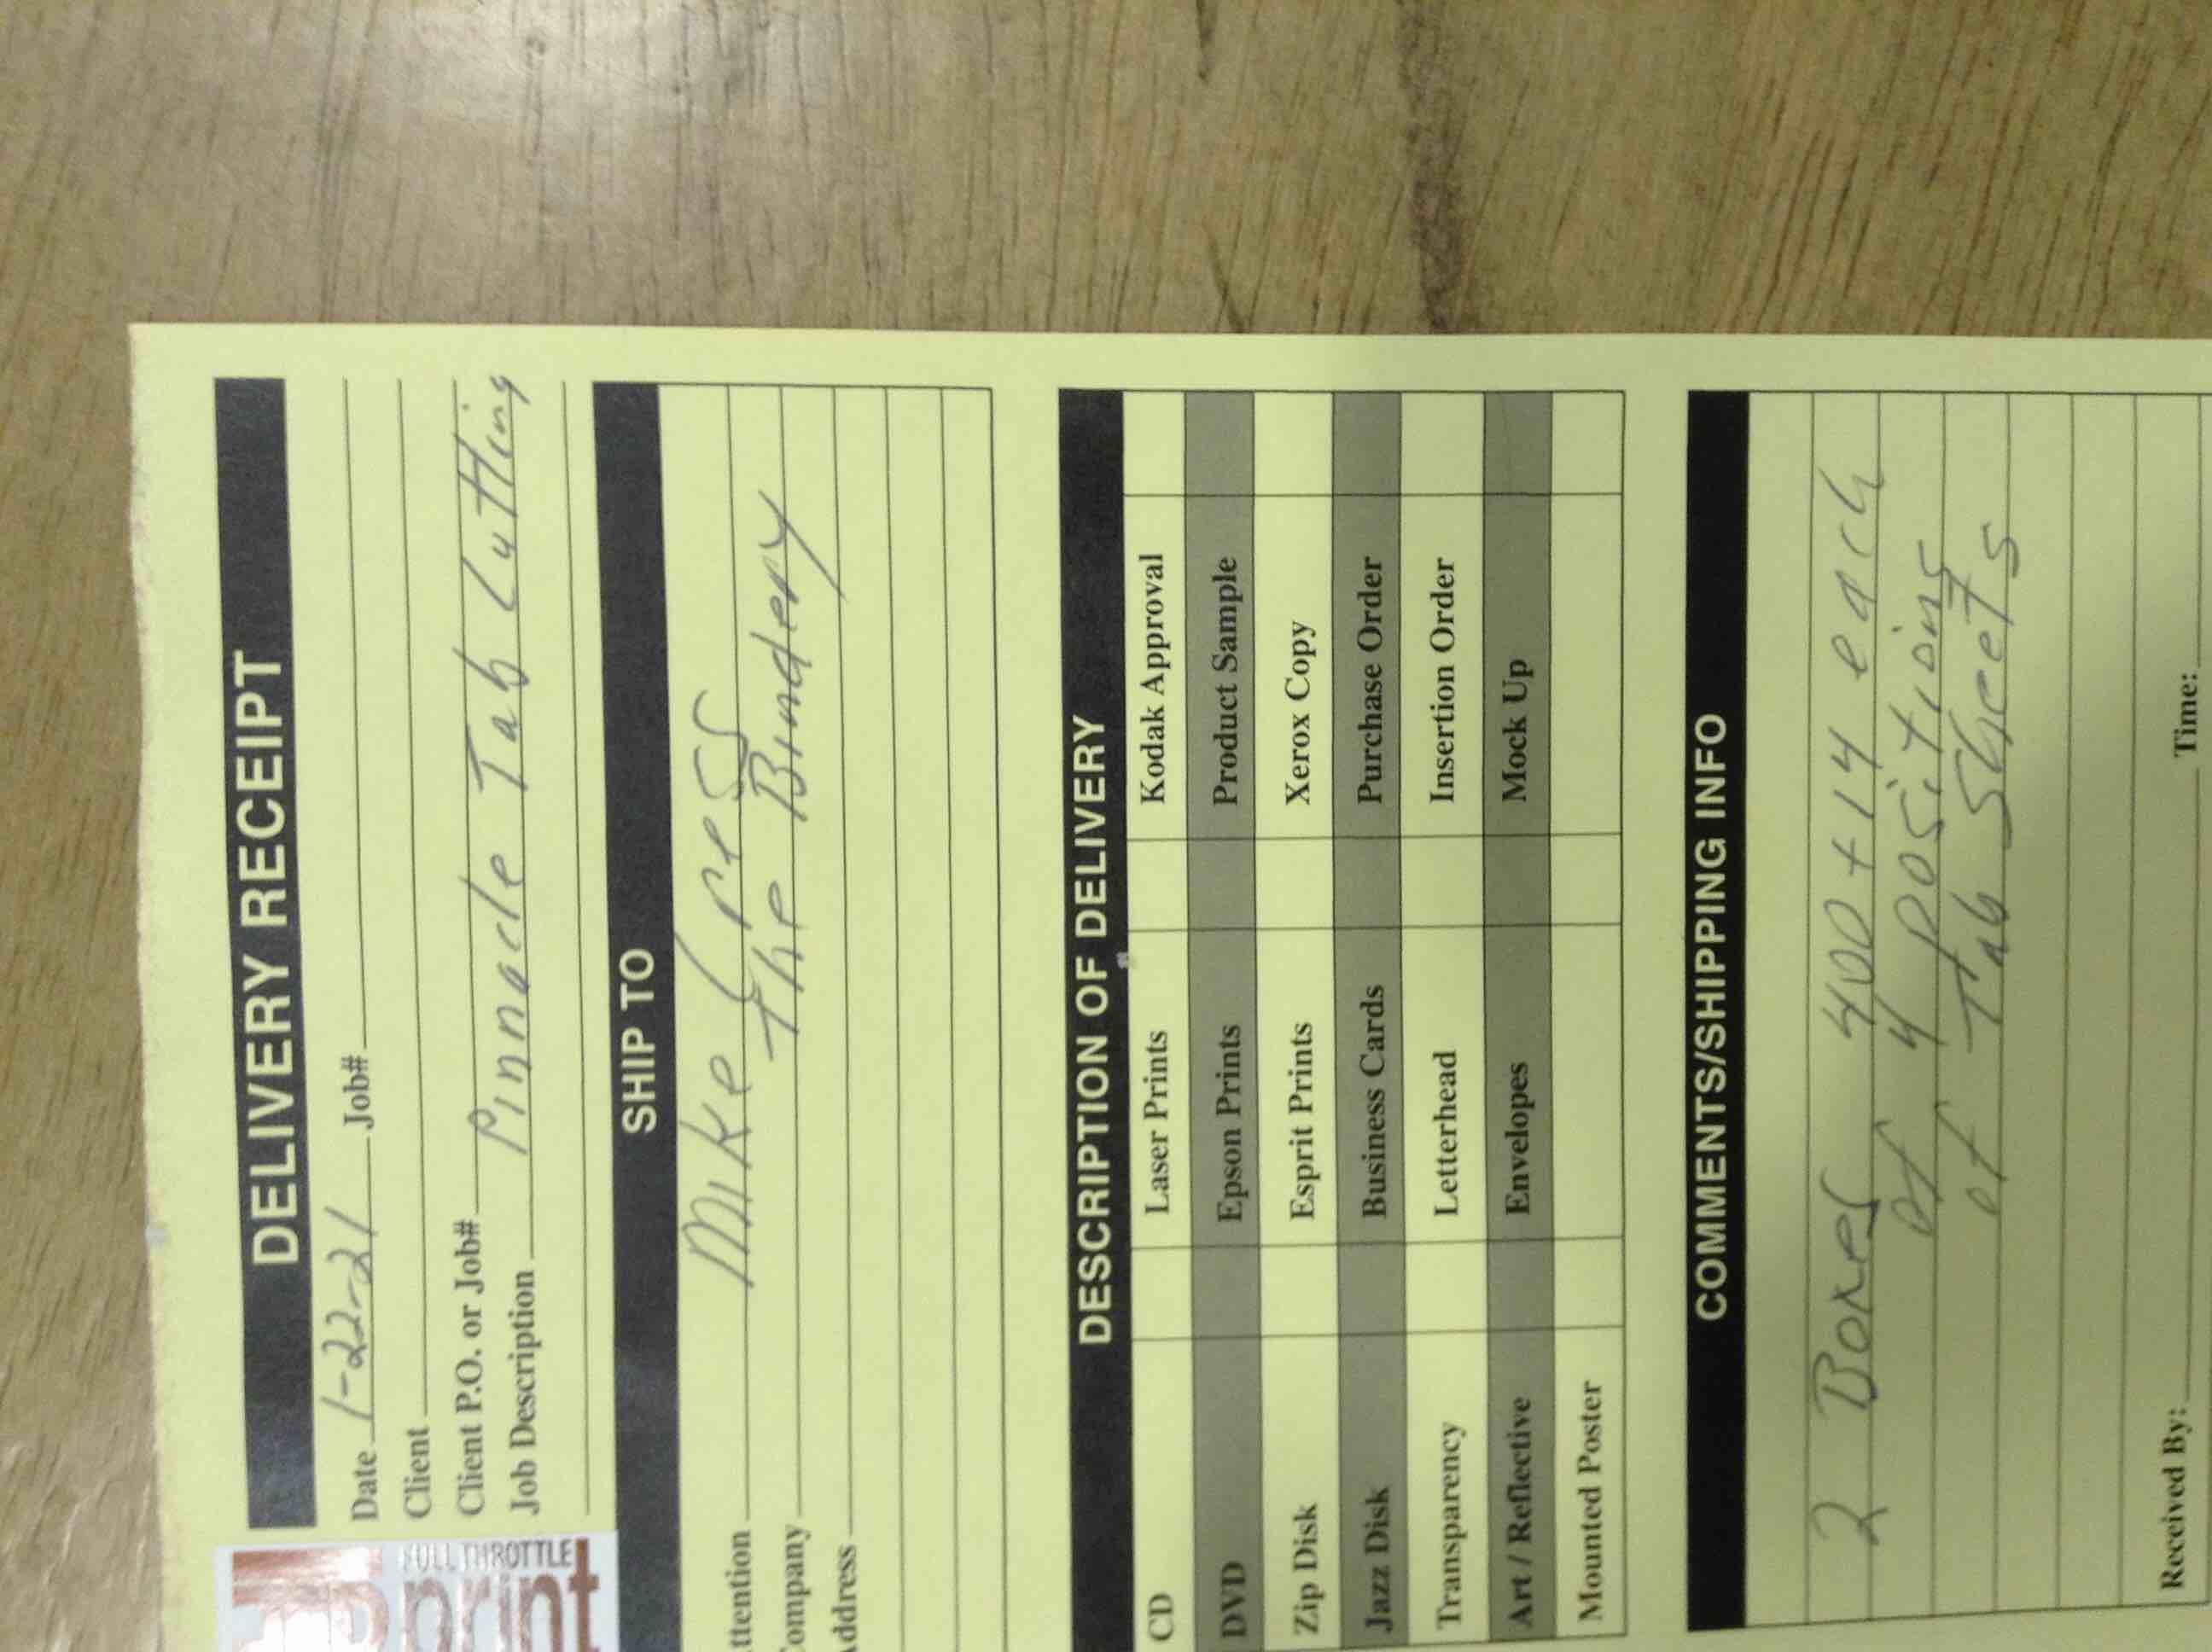 DELIVERY RECEIPT
FULL THROTTLE
print
Date 1-22-21 Job#
Client
Client P.O. or Job#
Job Description Pinnacle Tab Cutting
SHIP TO
ttention Mike Cress
ompany The Bindery
ddress
DESCRIPTION OF DELIVERY
CD Laser Prints Kodak Approval
DVD Epson Prints Product Sample
Zip Disk Esprit Prints Xerox Copy
Jazz Disk Business Cards Purchase Order
Transparency Letterhead Insertion Order
Art / Reflective Envelopes Mock Up
Mounted Poster
COMMENTS/SHIPPING INFO
2 Boxes 400 + 14 each
of 4 positions
of Tab Sheets
Received By: Time: